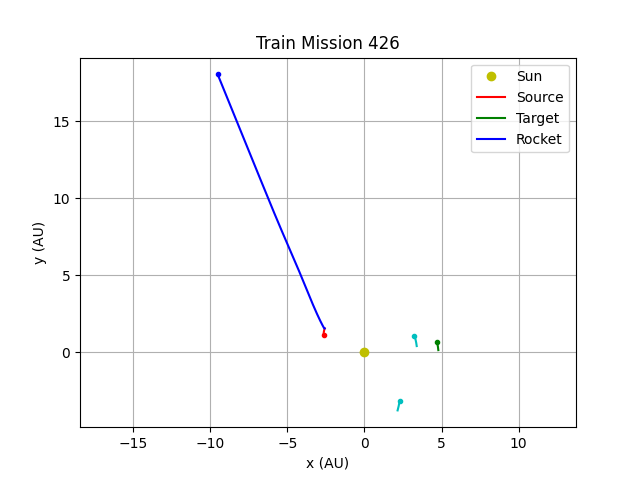 Train Mission 426
Sun
Source
Target
Rocket
15
10
5
0
y (AU)
−15
−10
−5
0
5
10
x (AU)